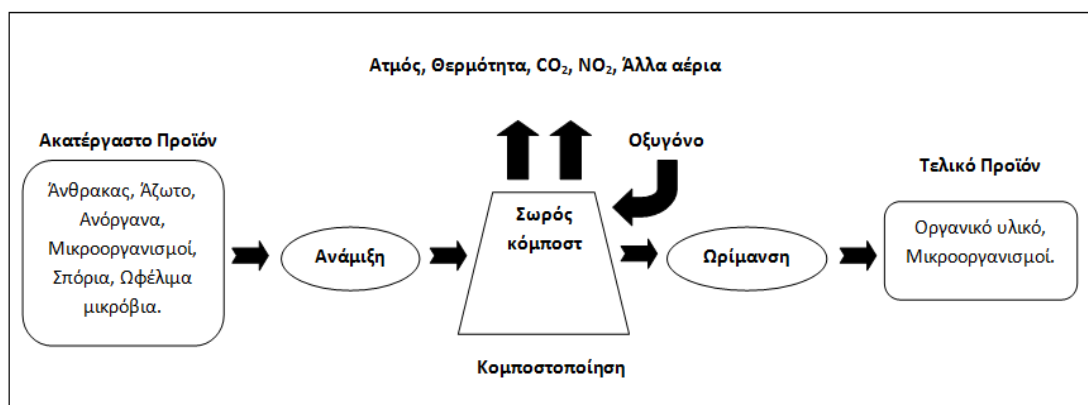 Ατμός, Θερμότητα, CO₂, NO₂, Άλλα αέρια
Ακατέργαστο Προϊόν
Άνθρακας, Άζωτο,
Ανόργανα,
Μικροοργανισμοί,
Σπόρια, Ωφέλιμα
μικρόβια.
Ανάμιξη
Σωρός
κόμποστ
Κομποστοποίηση
Οξυγόνο
Ωρίμανση
Τελικό Προϊόν
Οργανικό υλικό,
Μικροοργανισμοί.